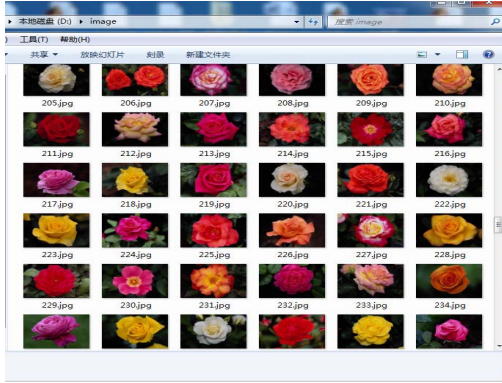 本地磁盘 (D:) ▸ image
搜索 image
工具(T) 帮助(H)
共享 放映幻灯片 刻录 新建文件夹
205.jpg 206.jpg 207.jpg 208.jpg 209.jpg 210.jpg
211.jpg 212.jpg 213.jpg 214.jpg 215.jpg 216.jpg
217.jpg 218.jpg 219.jpg 220.jpg 221.jpg 222.jpg
223.jpg 224.jpg 225.jpg 226.jpg 227.jpg 228.jpg
229.jpg 230.jpg 231.jpg 232.jpg 233.jpg 234.jpg